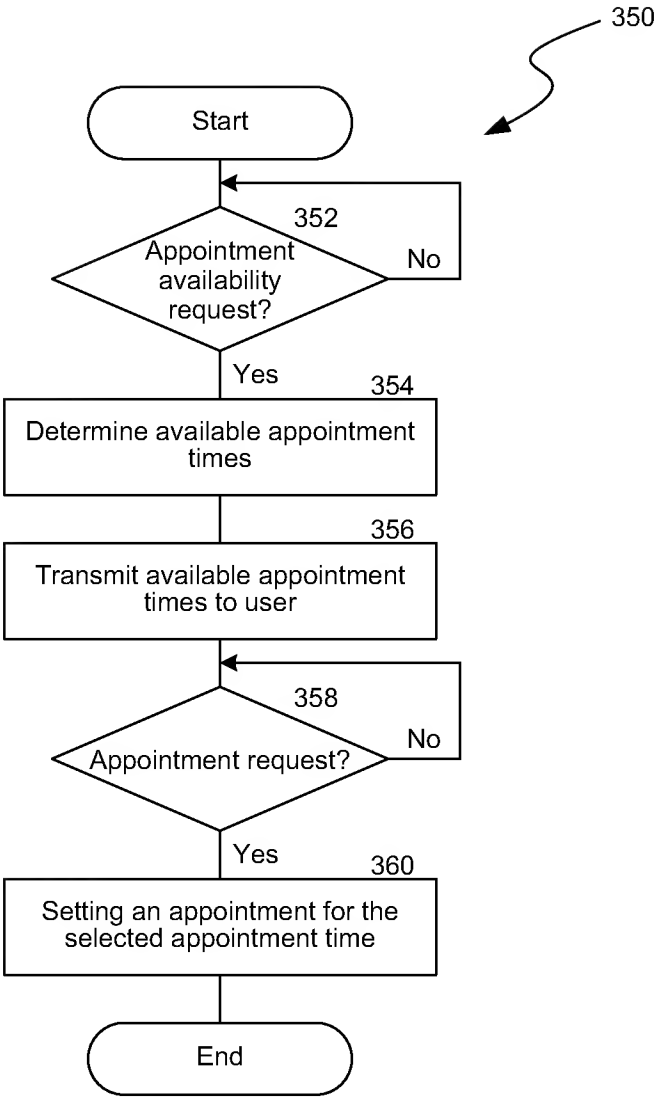 350
Start
352
Appointment
availability
request?
No
Yes
354
Determine available appointment
times
356
Transmit available appointment
times to user
358
Appointment request?
No
Yes
360
Setting an appointment for the
selected appointment time
End